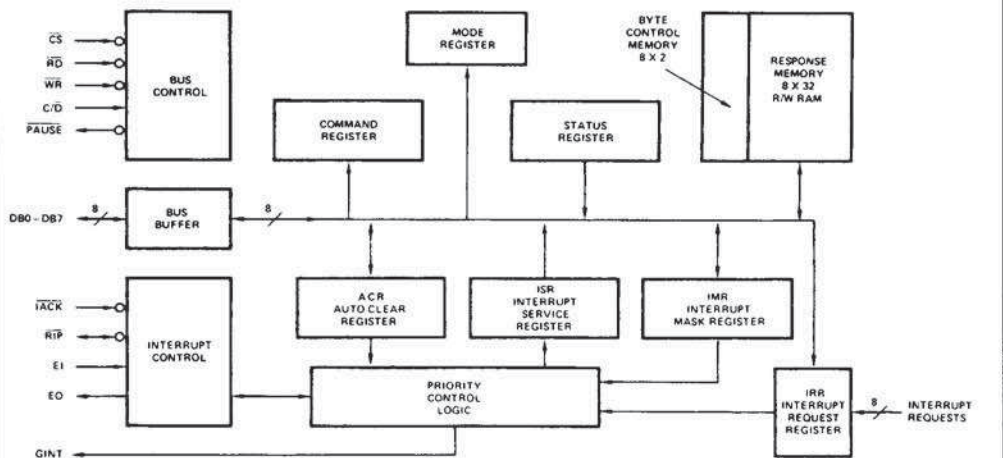 CS
RD
WR
C/D
PAUSE
BUS
CONTROL
MODE
REGISTER
BYTE
CONTROL
MEMORY
8 X 2
RESPONSE
MEMORY
8 X 32
R/W RAM
COMMAND
REGISTER
STATUS
REGISTER
DB0 - DB7
8
BUS
BUFFER
8
IACK
RIP
EI
EO
GINT
INTERRUPT
CONTROL
ACR
AUTO CLEAR
REGISTER
ISR
INTERRUPT
SERVICE
REGISTER
IMR
INTERRUPT
MASK REGISTER
PRIORITY
CONTROL
LOGIC
IRR
INTERRUPT
REQUEST
REGISTER
8
INTERRUPT
REQUESTS